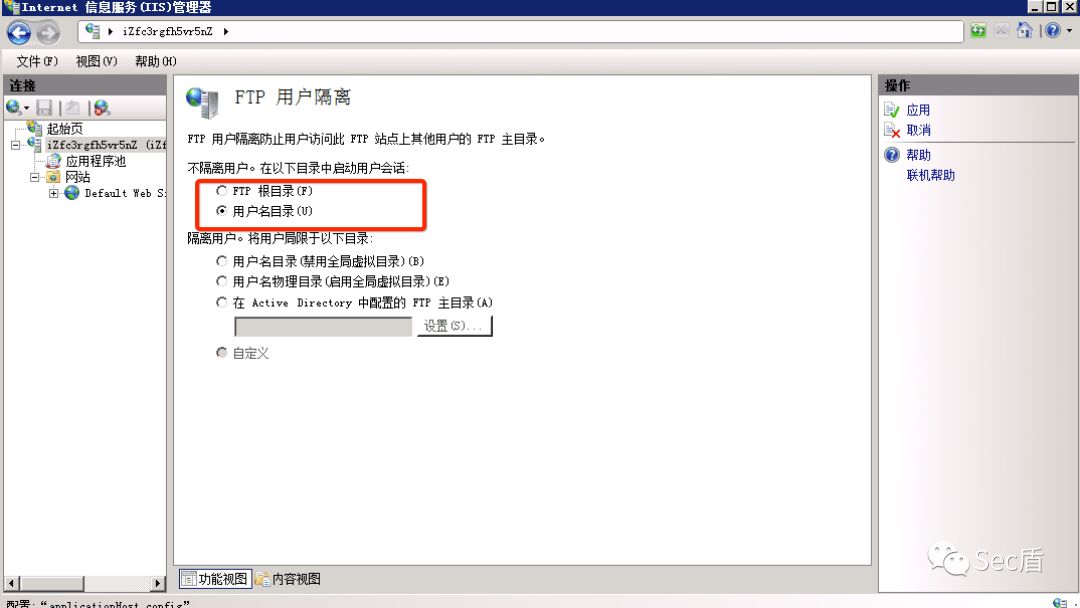 Internet 信息服务(IIS)管理器
iZfc3rgfh5vr5nZ
文件(F) 视图(V) 帮助(H)
连接
起始页
iZfc3rgfh5vr5nZ (iZf
应用程序池
网站
Default Web Si
FTP 用户隔离
FTP 用户隔离防止用户访问此 FTP 站点上其他用户的 FTP 主目录。
不隔离用户。在以下目录中启动用户会话:
FTP 根目录(F)
用户名目录(U)
隔离用户。将用户局限于以下目录:
用户名目录(禁用全局虚拟目录)(B)
用户名物理目录(启用全局虚拟目录)(E)
在 Active Directory 中配置的 FTP 主目录(A)
设置(S)...
自定义
功能视图 内容视图
操作
应用
取消
帮助
联机帮助
Sec盾
配置: “applicationHost.config”